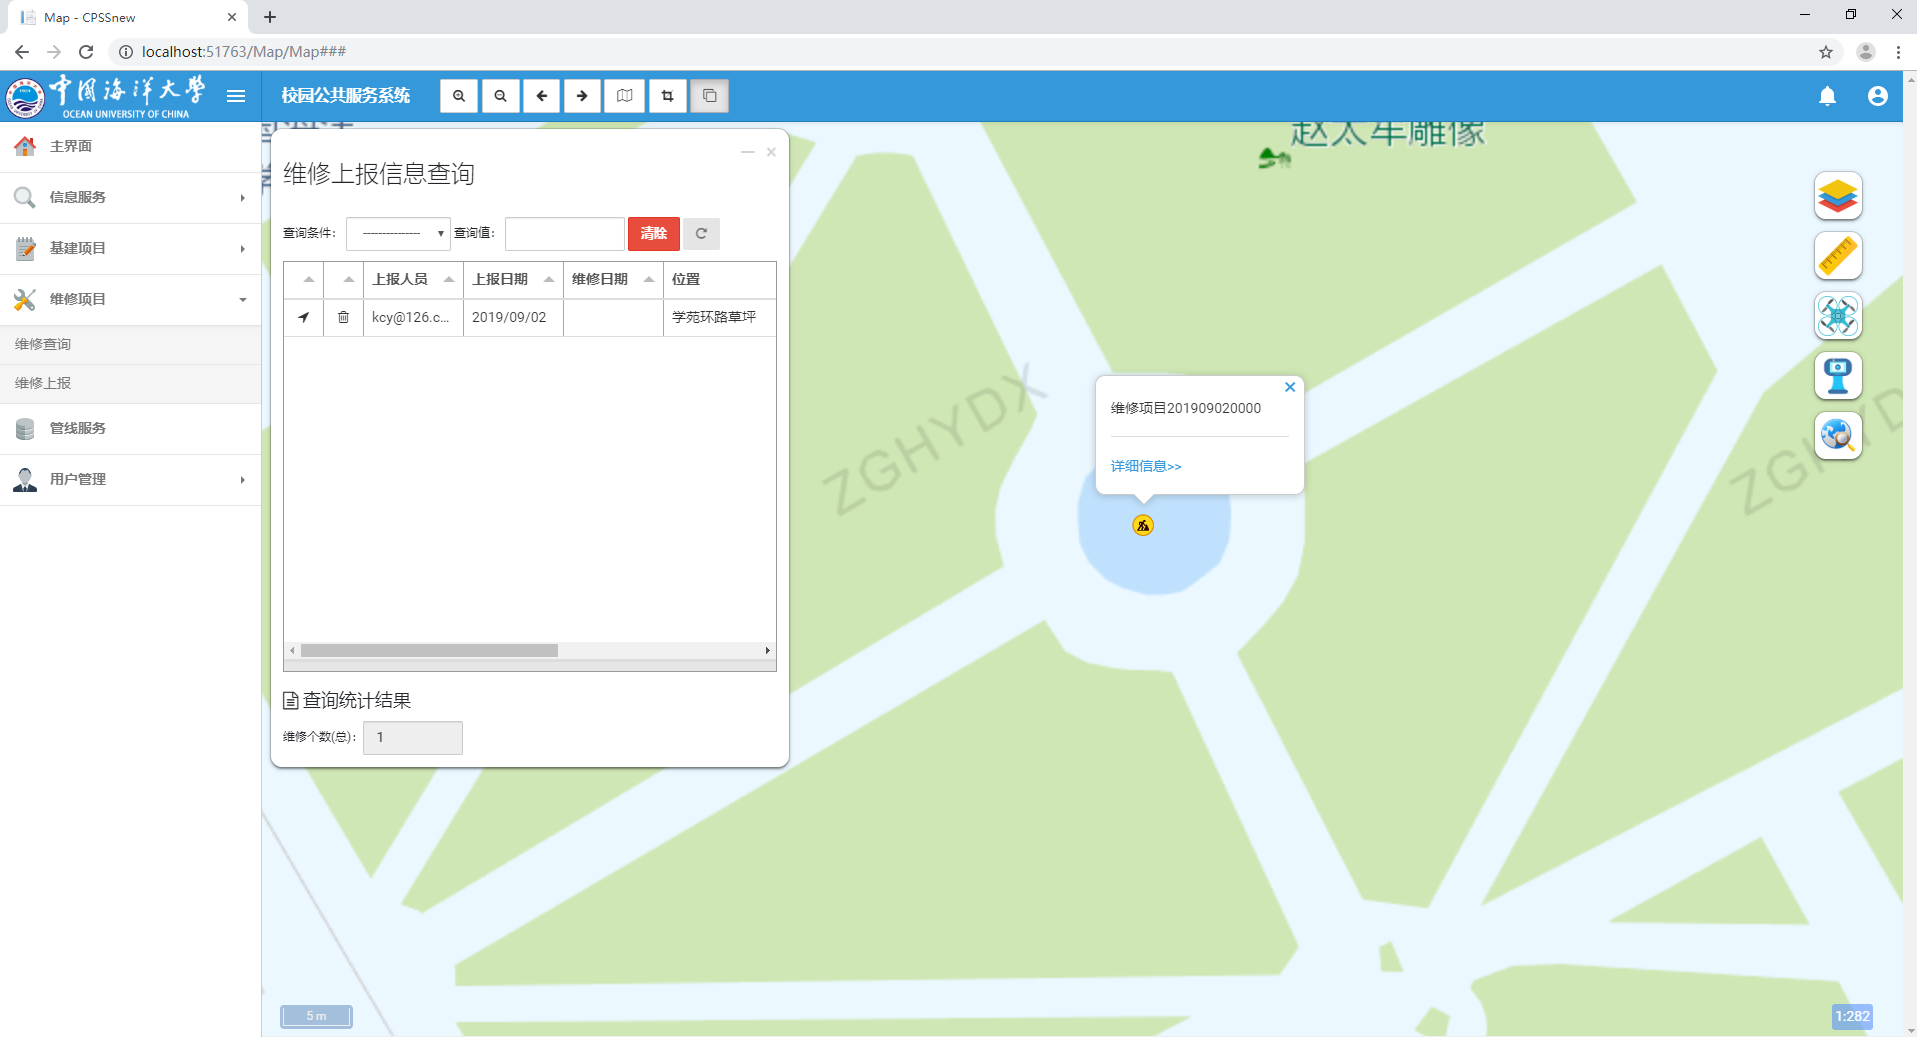 Map - CPSSnew
localhost:51763/Map/Map###
中国海洋大学
OCEAN UNIVERSITY OF CHINA
校园公共服务系统
主界面
信息服务
基建项目
维修项目
维修查询
维修上报
管线服务
用户管理
维修上报信息查询
查询条件: --------------- 查询值: 清除
上报人员 上报日期 维修日期 位置
kcy@126.c... 2019/09/02 学苑环路草坪
查询统计结果
维修个数(总): 1
赵太车雕像
ZGHYDX
维修项目201909020000
详细信息>>
5 m
1:282